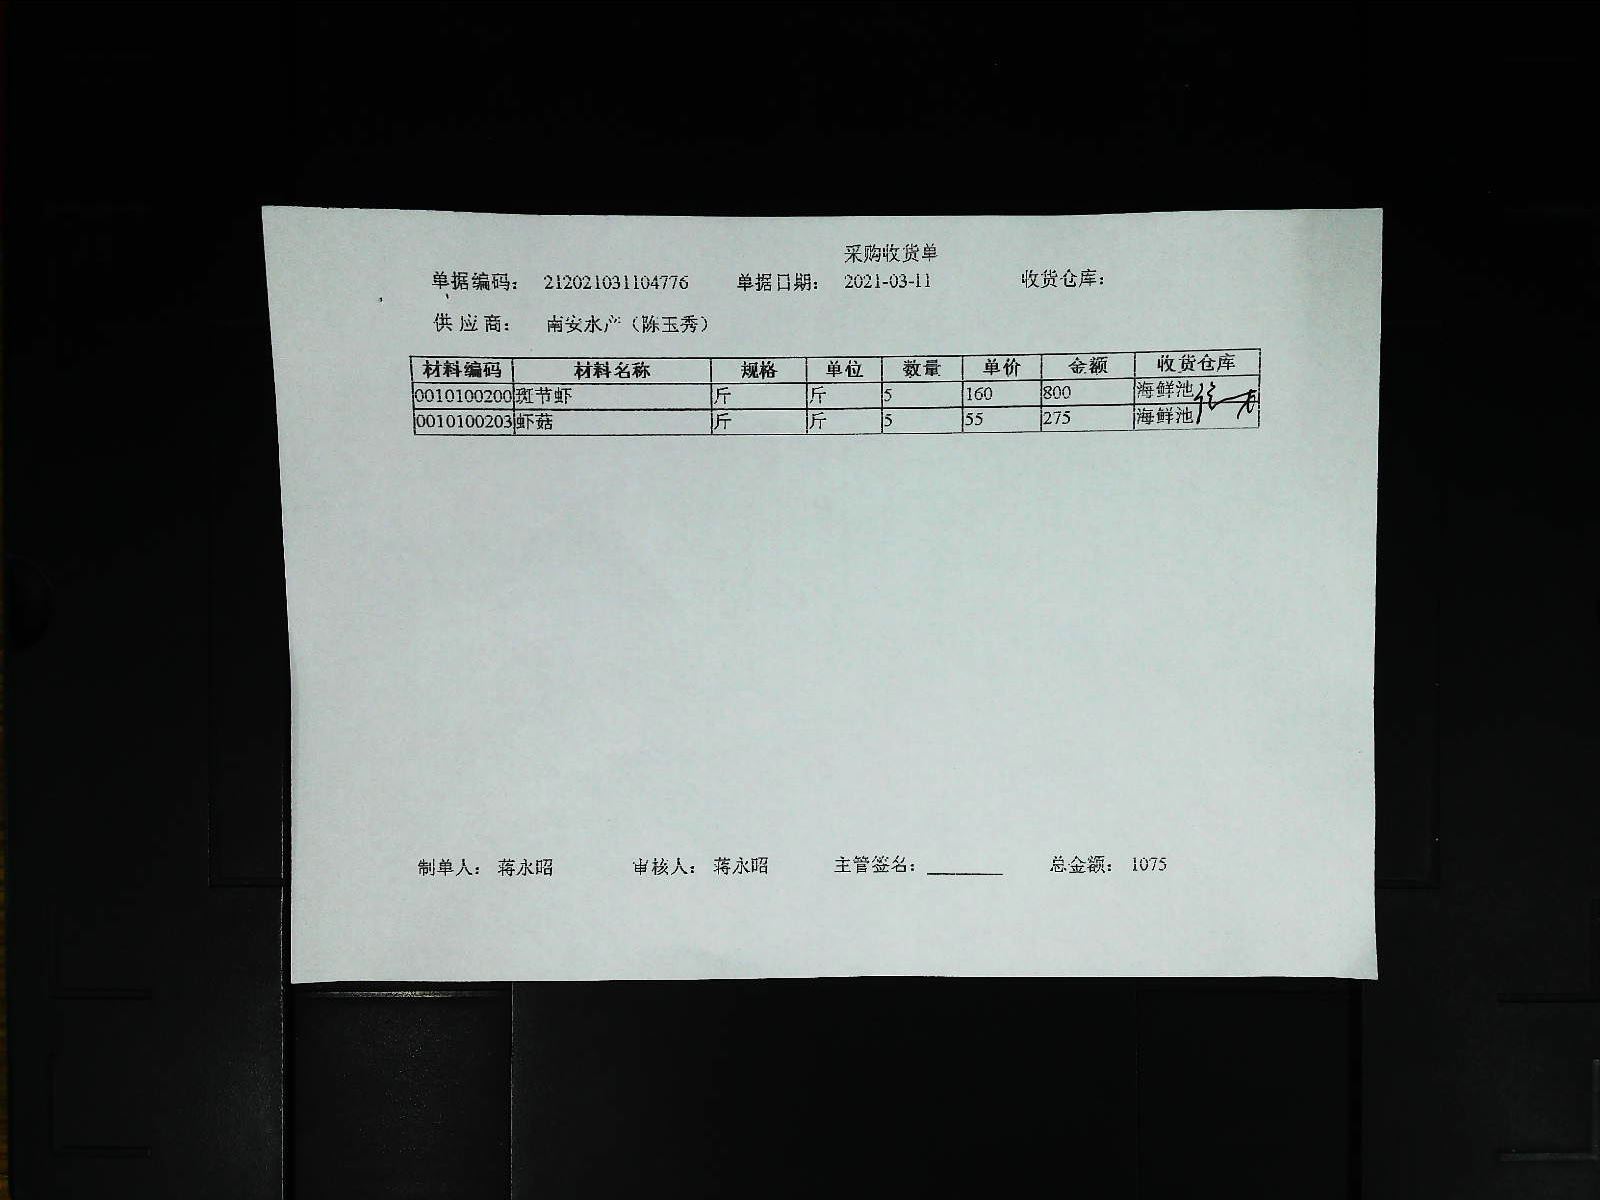 采购收货单
单据编码： 212021031104776 单据日期： 2021-03-11 收货仓库：
供 应 商： 南安水产（陈玉秀）
材料编码 材料名称 规格 单位 数量 单价 金额 收货仓库
0010100200 斑节虾 斤 斤 5 160 800 海鲜池
0010100203 虾菇 斤 斤 5 55 275 海鲜池
制单人： 蒋永昭 审核人： 蒋永昭 主管签名： 总金额： 1075